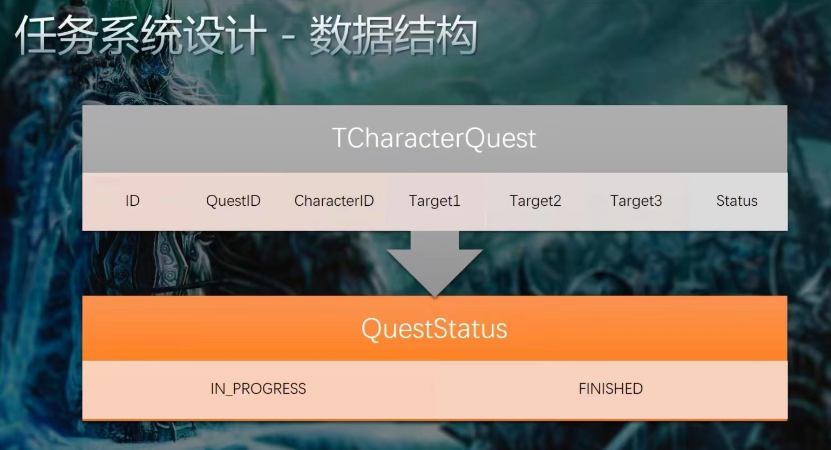 任务系统设计 - 数据结构
TCharacterQuest
ID QuestID CharacterID Target1 Target2 Target3 Status
QuestStatus
IN_PROGRESS FINISHED